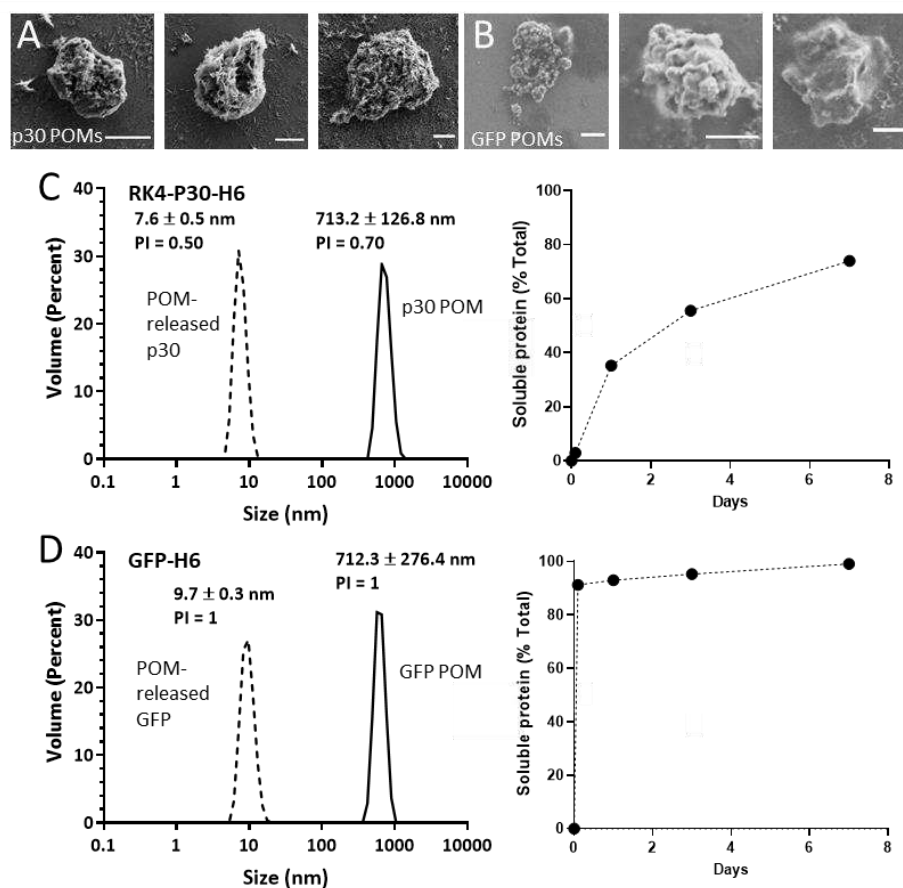 A
p30 POMs
B
GFP POMs
C
RK4-P30-H6
7.6 ± 0.5 nm
PI = 0.50
713.2 ± 126.8 nm
PI = 0.70
POM-
released
p30
p30 POM
Volume (Percent)
40
30
20
10
0
0.1 1 10 100 1000 10000
Size (nm)
Soluble protein (% Total)
100
80
60
40
20
0
0 2 4 6 8
Days
D
GFP-H6
9.7 ± 0.3 nm
PI = 1
712.3 ± 276.4 nm
PI = 1
POM-
released
GFP
GFP POM
Volume (Percent)
40
30
20
10
0
0.1 1 10 100 1000 10000
Size (nm)
Soluble protein (% Total)
100
80
60
40
20
0
0 2 4 6 8
Days